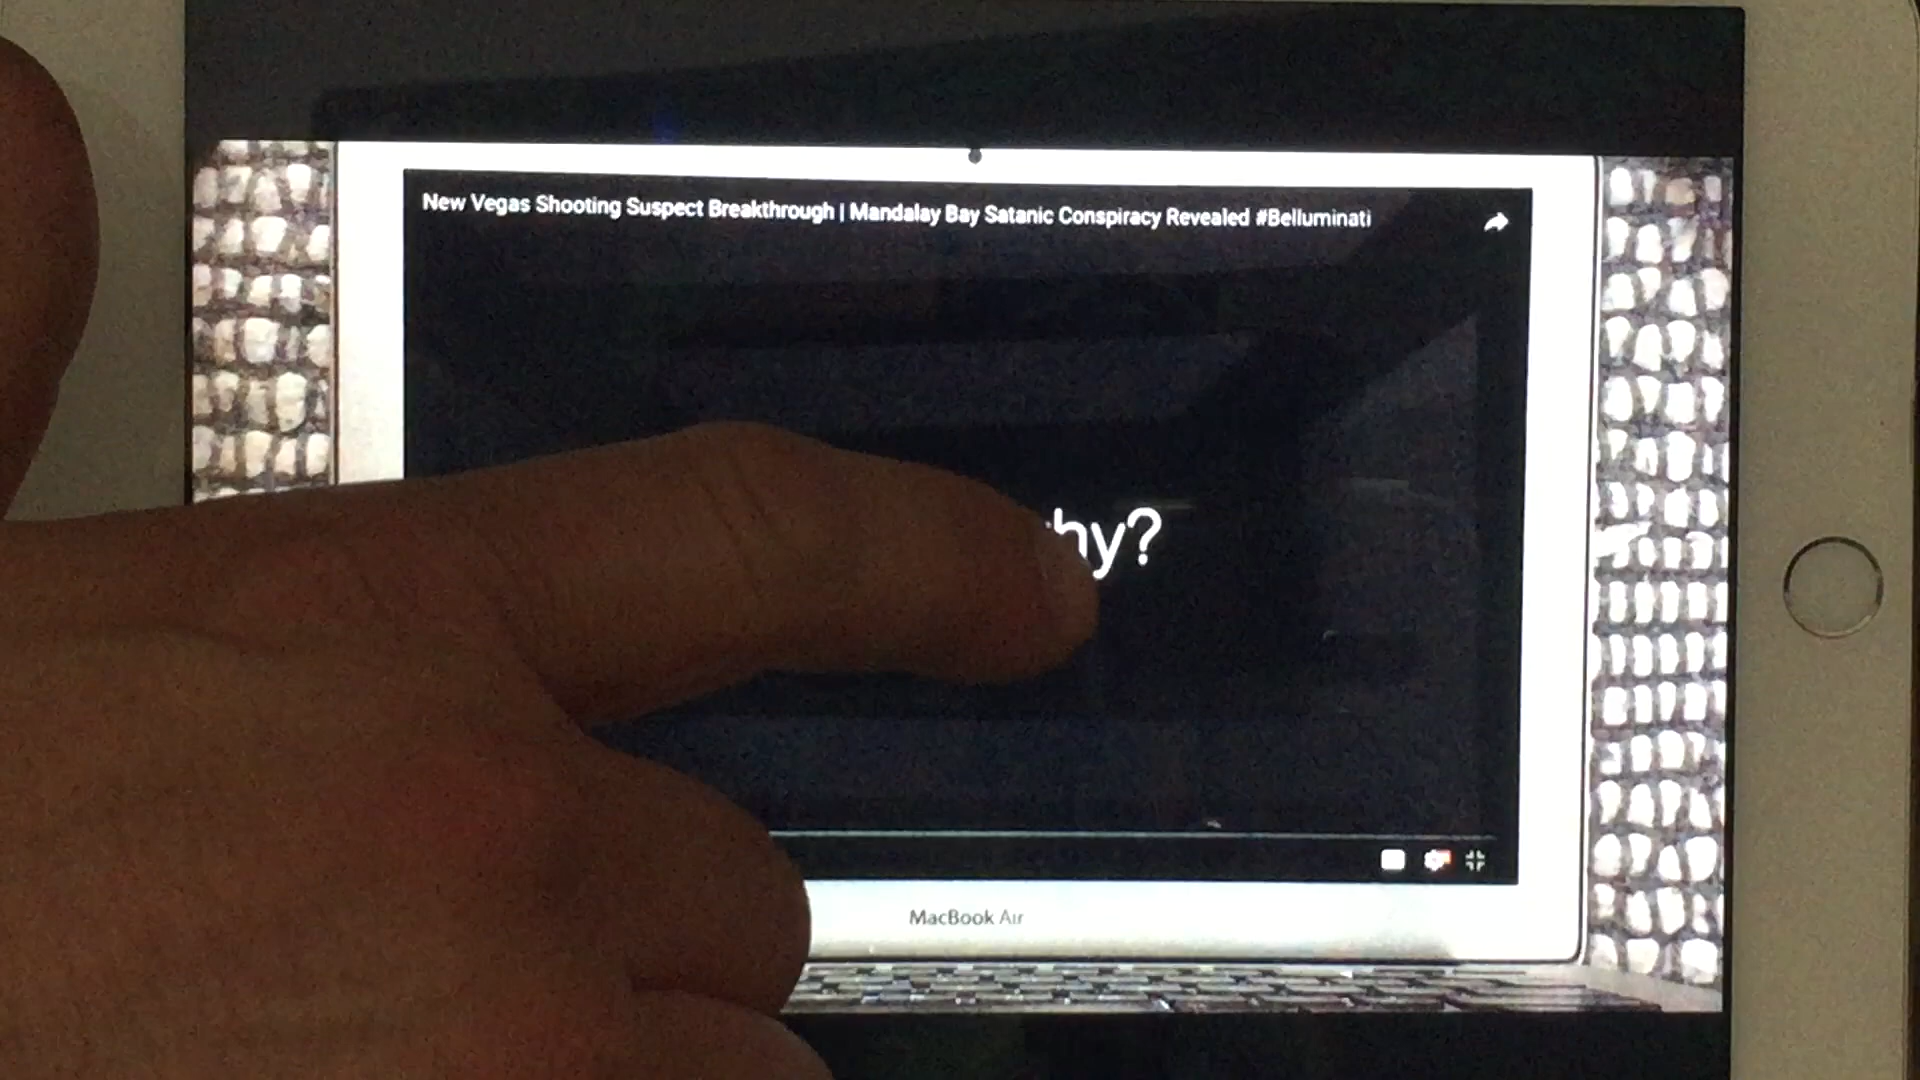 New Vegas Shooting Suspect Breakthrough | Mandalay Bay Satanic Conspiracy Revealed #Belluminati
hy?
MacBook Air